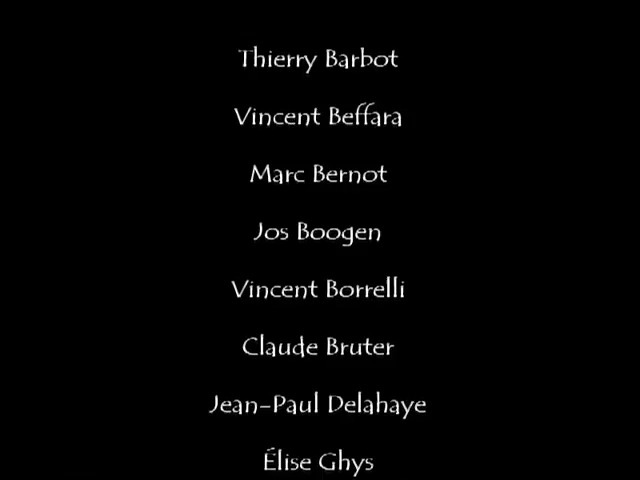 Thierry Barbot
Vincent Beffara
Marc Bernot
Jos Boogen
Vincent Borrelli
Claude Bruter
Jean-Paul Delahaye
Élise Ghys